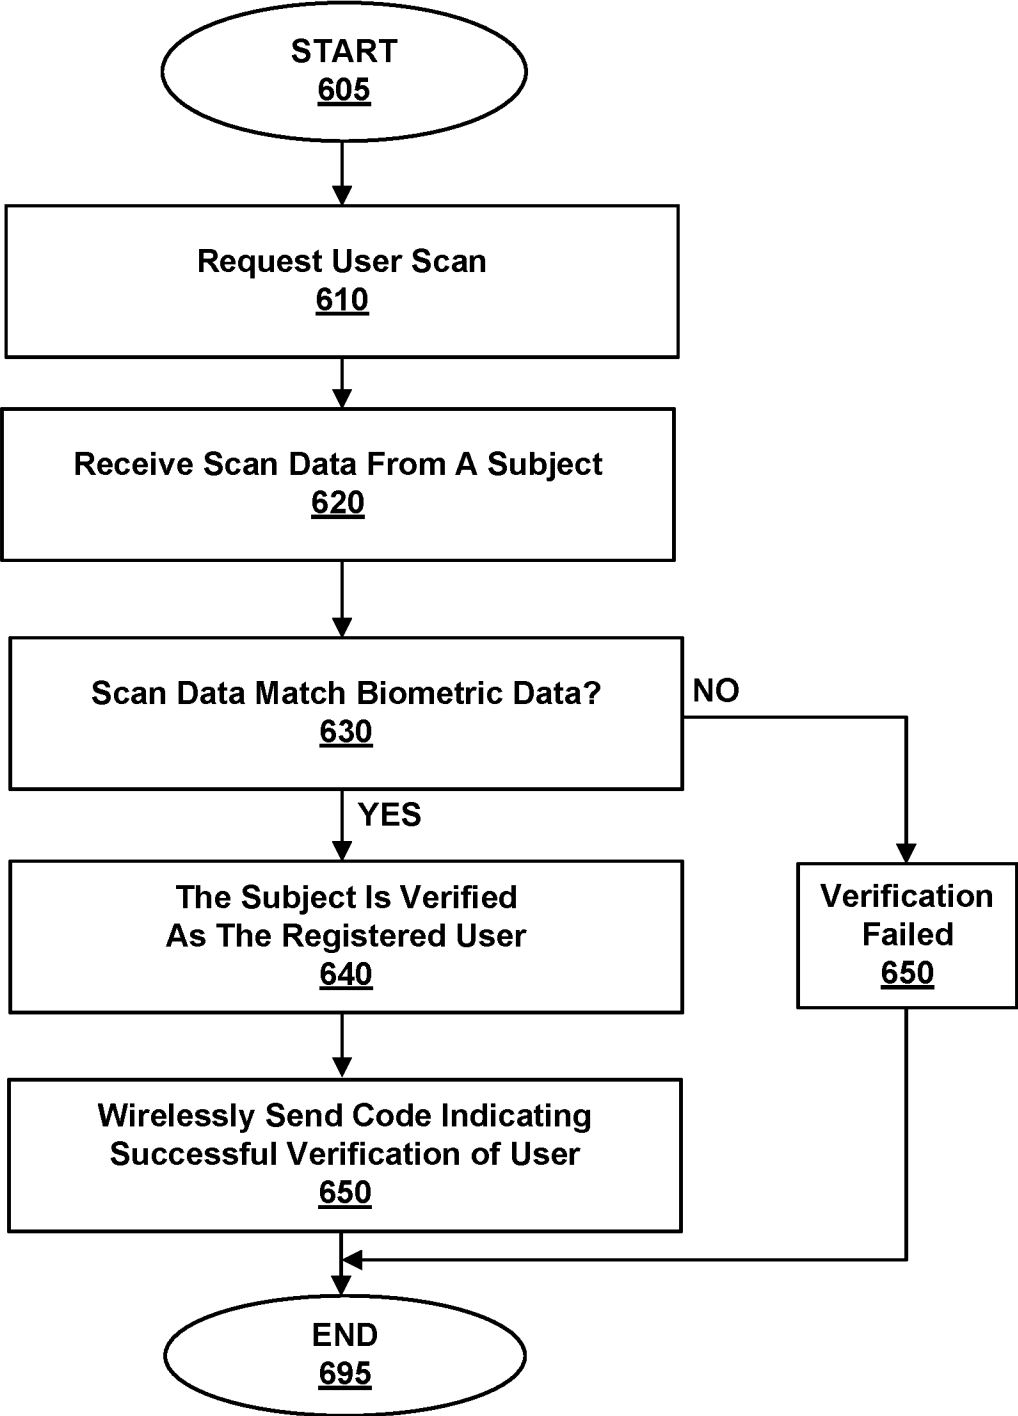 START
605
Request User Scan
610
Receive Scan Data From A Subject
620
Scan Data Match Biometric Data?
630
NO
YES
The Subject Is Verified
As The Registered User
640
Verification
Failed
650
Wirelessly Send Code Indicating
Successful Verification of User
650
END
695